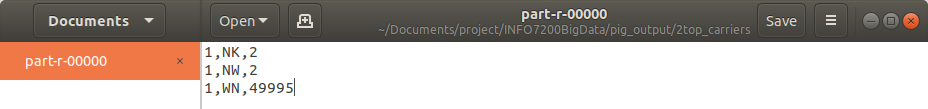 Documents
Open
part-r-00000
~/Documents/project/INFO7200BigData/pig_output/2top_carriers
Save
part-r-00000
1,NK,2
1,NW,2
1,WN,49995